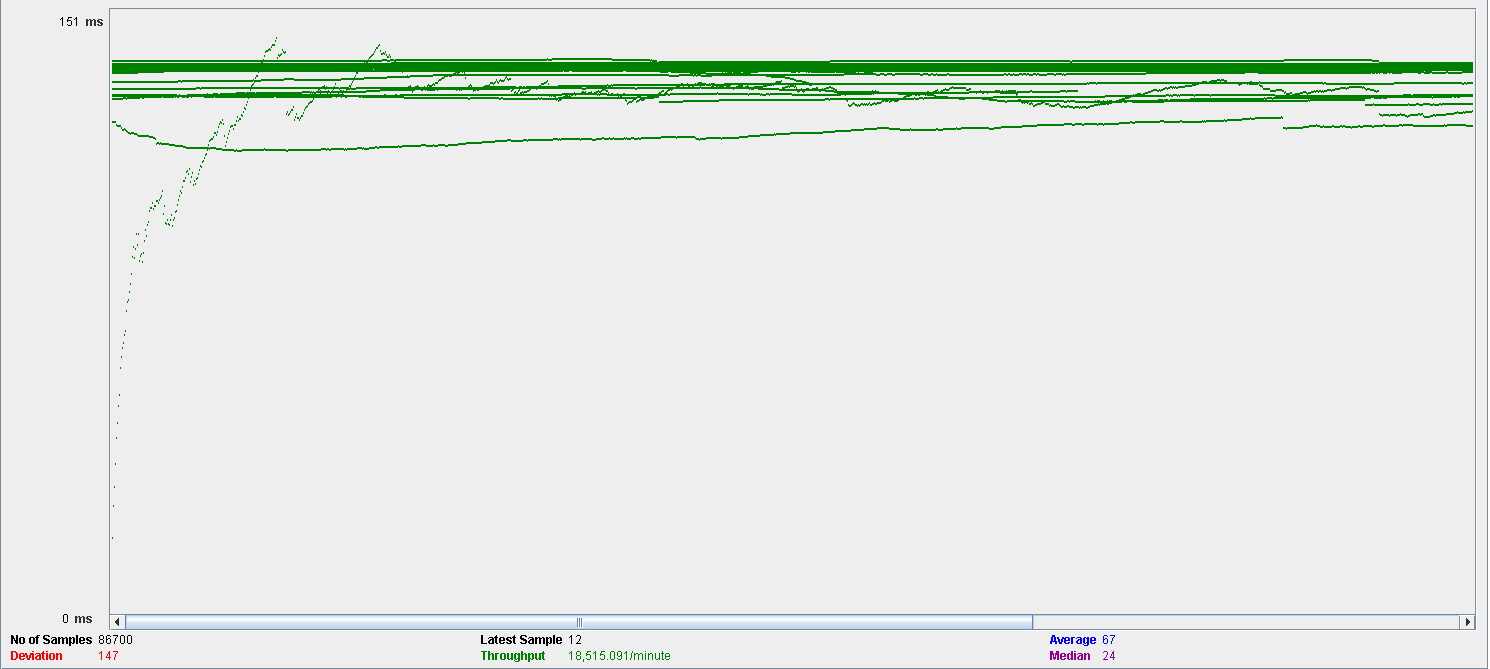 151 ms
0 ms
No of Samples 86700
Latest Sample 12
Average 67
Deviation 147
Throughput 18,515.091/minute
Median 24